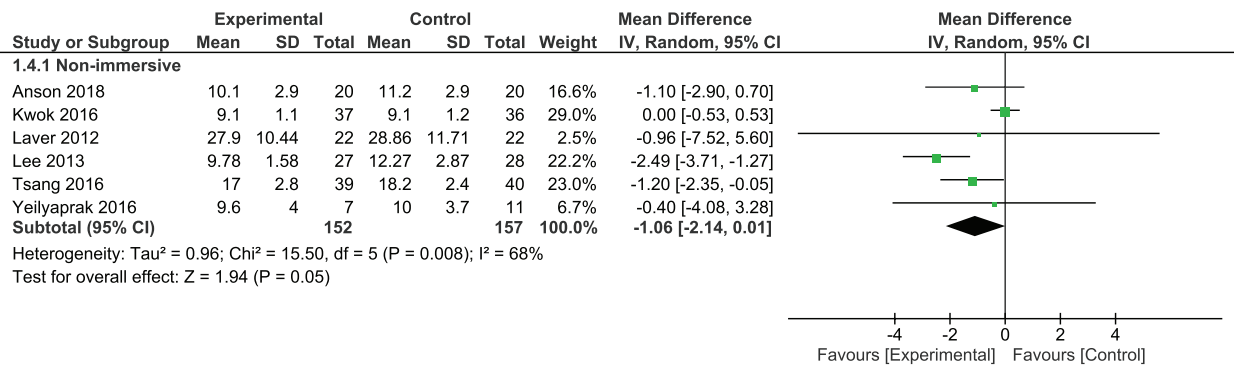 Experimental Control Mean Difference Mean Difference
Study or Subgroup Mean SD Total Mean SD Total Weight IV, Random, 95% CI IV, Random, 95% CI
1.4.1 Non-immersive
Anson 2018 10.1 2.9 20 11.2 2.9 20 16.6% -1.10 [-2.90, 0.70]
Kwok 2016 9.1 1.1 37 9.1 1.2 36 29.0% 0.00 [-0.53, 0.53]
Laver 2012 27.9 10.44 22 28.86 11.71 22 2.5% -0.96 [-7.52, 5.60]
Lee 2013 9.78 1.58 27 12.27 2.87 28 22.2% -2.49 [-3.71, -1.27]
Tsang 2016 17 2.8 39 18.2 2.4 40 23.0% -1.20 [-2.35, -0.05]
Yeilyaprak 2016 9.6 4 7 10 3.7 11 6.7% -0.40 [-4.08, 3.28]
Subtotal (95% CI) 152 157 100.0% -1.06 [-2.14, 0.01]
Heterogeneity: Tau² = 0.96; Chi² = 15.50, df = 5 (P = 0.008); I² = 68%
Test for overall effect: Z = 1.94 (P = 0.05)
-4 -2 0 2 4
Favours [Experimental] Favours [Control]